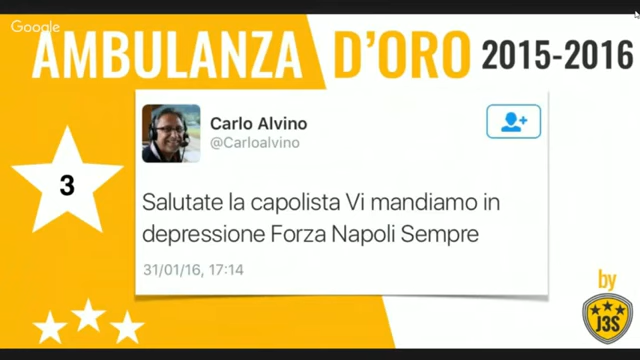 Google
AMBULANZA D'ORO 2015-2016
3
Carlo Alvino
@Carloalvino
Salutate la capolista Vi mandiamo in
depressione Forza Napoli Sempre
31/01/16, 17:14
by
J3S